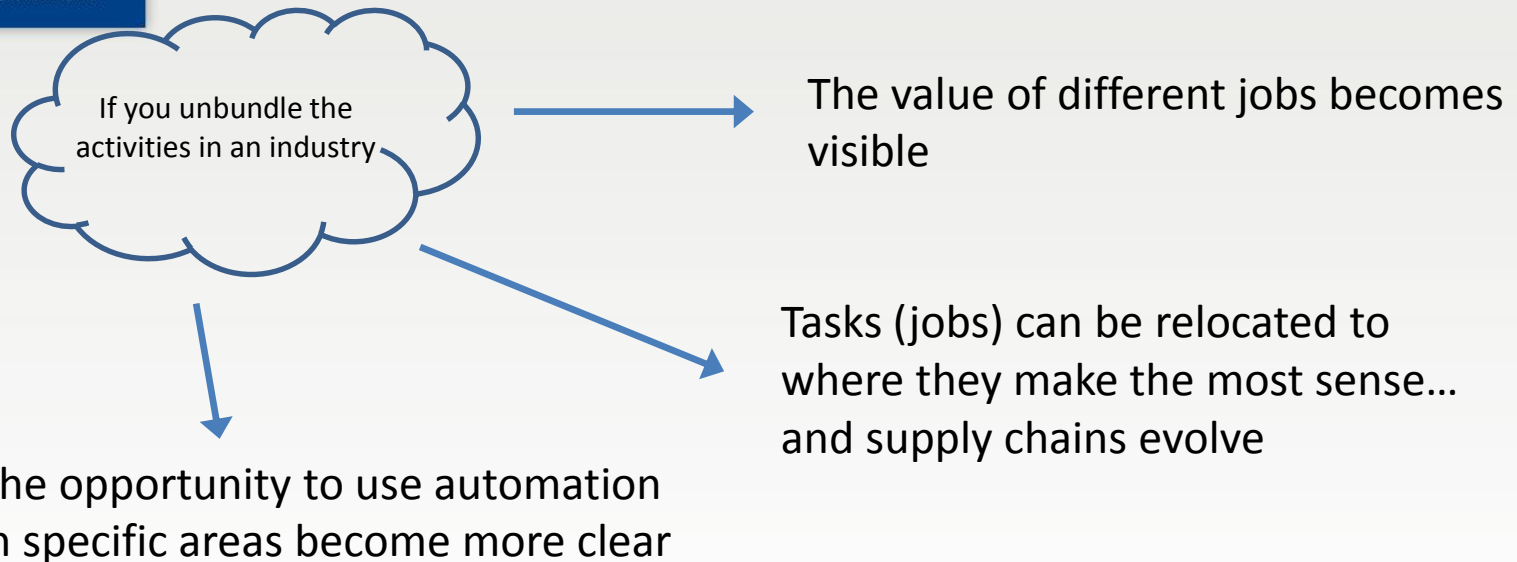 If you unbundle the
activities in an industry
The value of different jobs becomes
visible
Tasks (jobs) can be relocated to
where they make the most sense…
and supply chains evolve
he opportunity to use automation
n specific areas become more clear